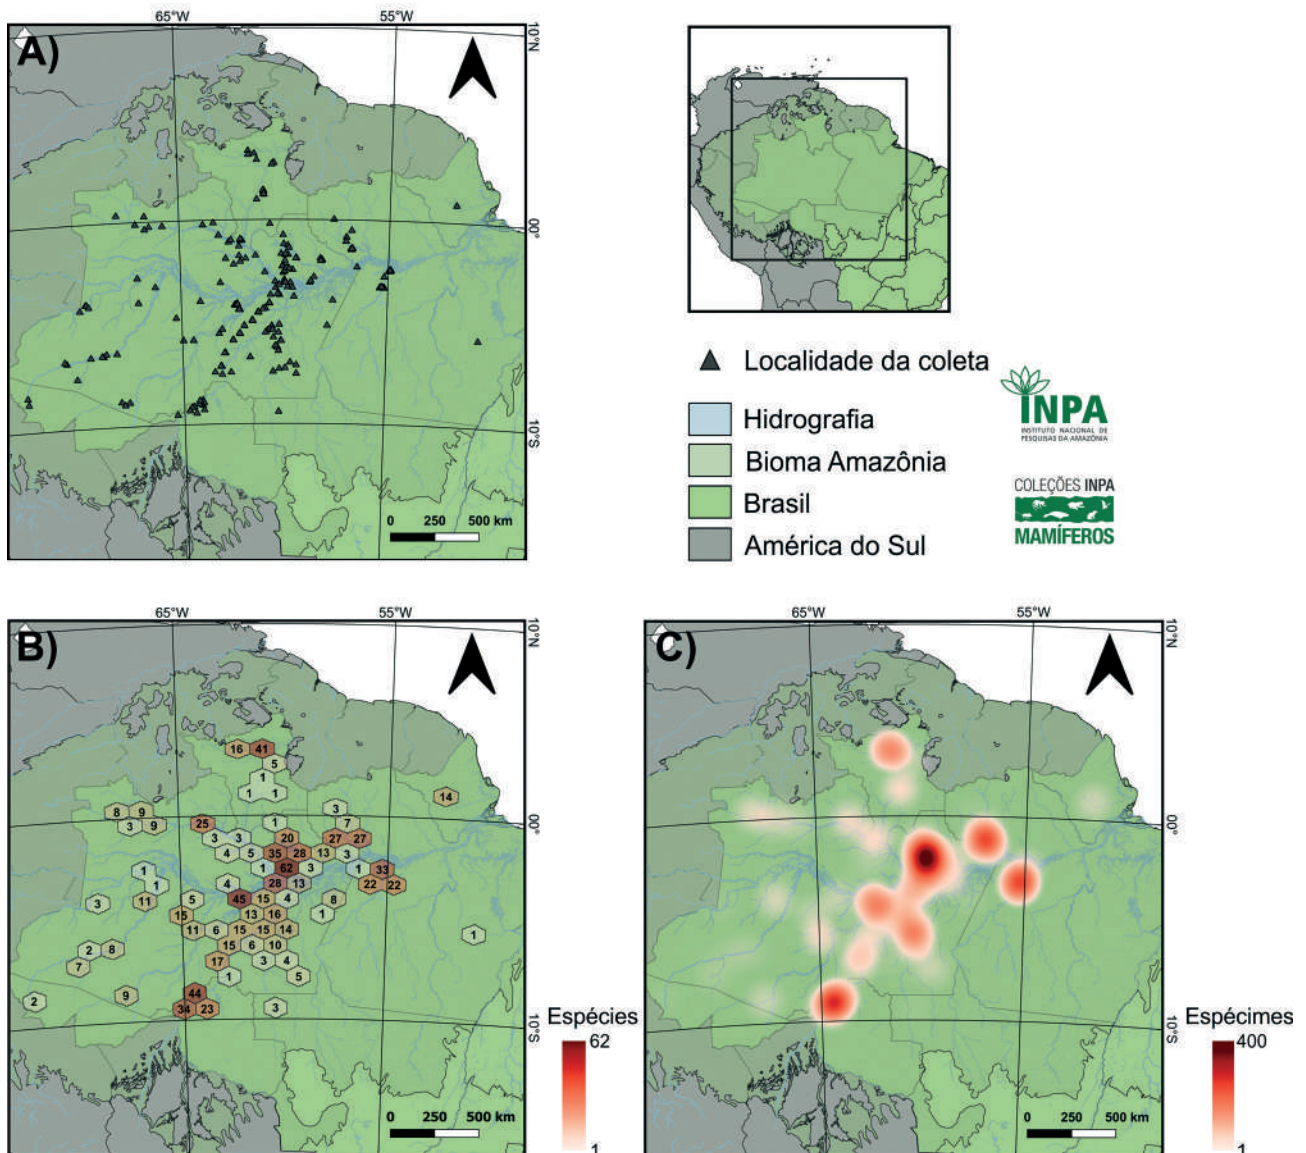 65°W
55°W
A)
10°N
00°
10°S
0 250 500 km
Localidade da coleta
Hidrografia
Bioma Amazônia
Brasil
América do Sul
INPA
INSTITUTO NACIONAL DE
PESQUISAS DA AMAZÔNIA
COLEÇÕES INPA
MAMÍFEROS
65°W
55°W
B)
10°N
16 41
5
1
1 1
14
8 9
3 9
3
7
25
1
00°
3 3
20
27 27
4 5 35 28 13 3
1
1 62 3
1 33
1
4
28 13
22 22
3
11
5
45 15 4
8
15
13 16
1
11 6 15 15 14
1
2 8
15 6 10
7
17
3 4
1
5
2
9
44
34 23
3
10°S
Espécies
62
1
0 250 500 km
65°W
55°W
C)
10°N
00°
10°S
Espécimes
400
1
0 250 500 km